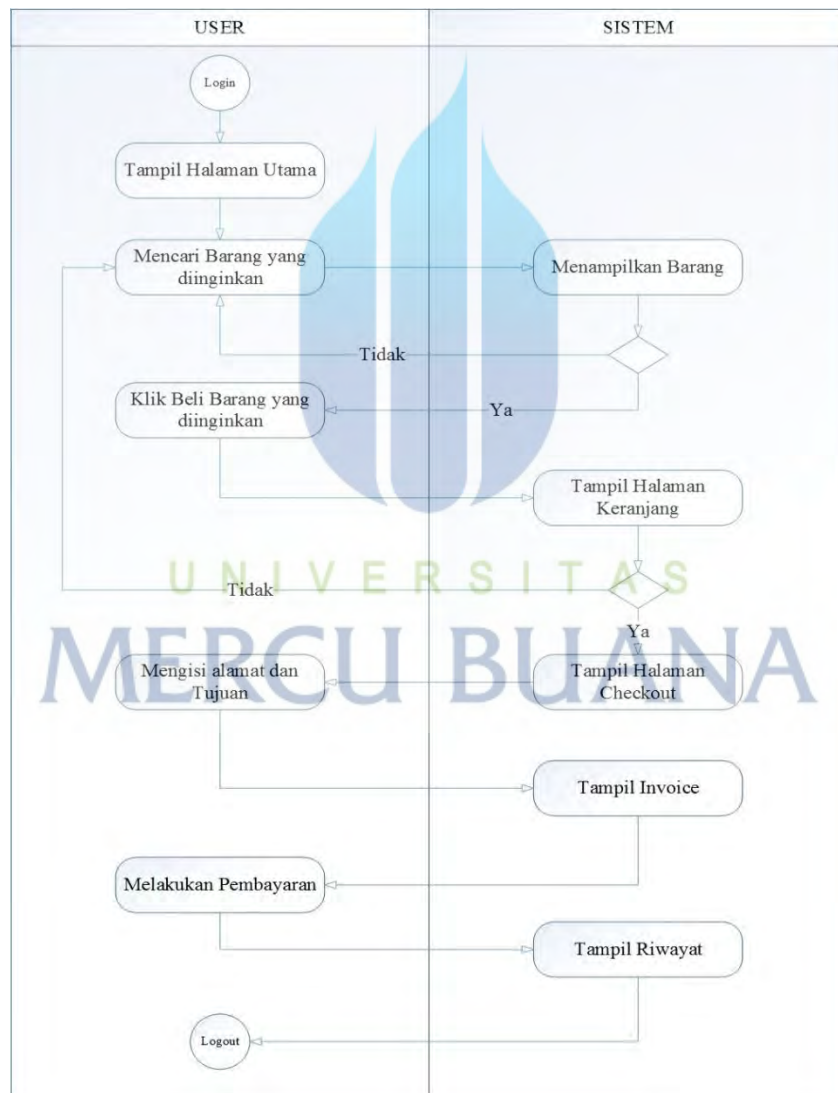 USER
SISTEM
Login
Tampil Halaman Utama
Mencari Barang yang
diinginkan
Menampilkan Barang
Tidak
Klik Beli Barang yang
diinginkan
Ya
Tampil Halaman
Keranjang
UNIVERSITAS
Tidak
Ya
MERCU BUANA
Mengisi alamat dan
Tujuan
Tampil Halaman
Checkout
Tampil Invoice
Melakukan Pembayaran
Tampil Riwayat
Logout